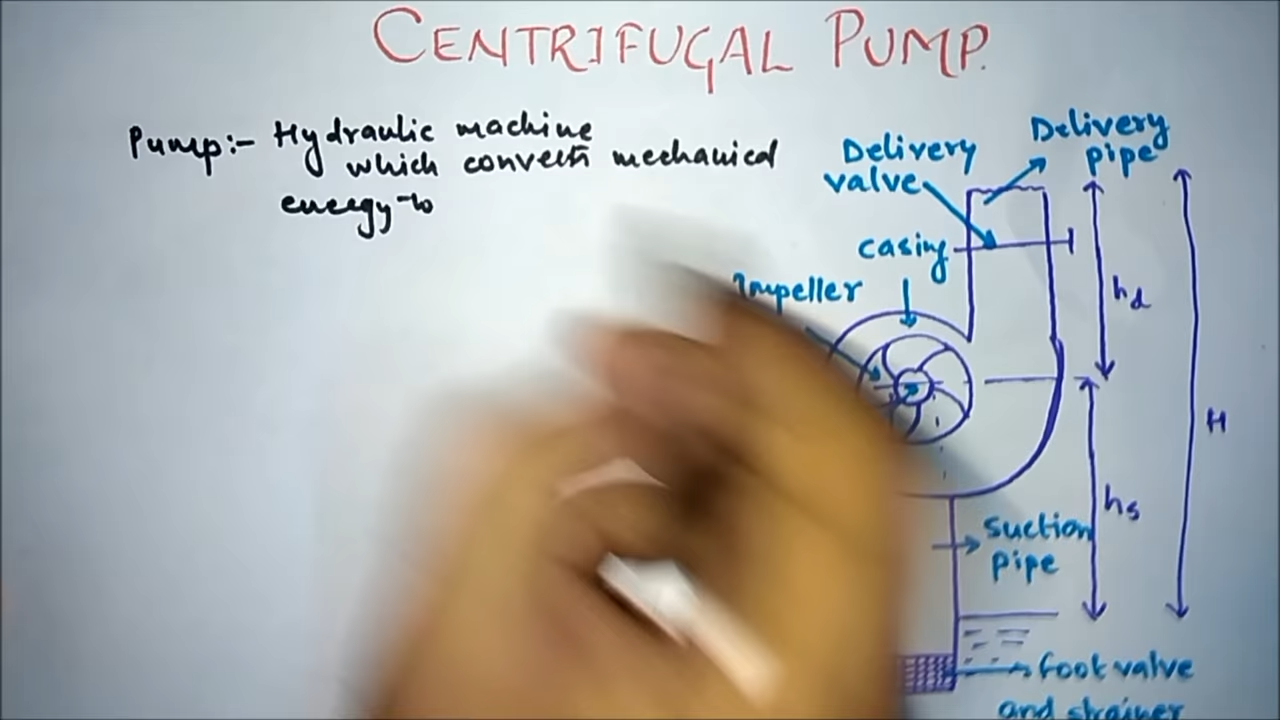 CENTRIFUGAL PUMP.
Pump:- Hydraulic machine
which converts mechanical
energy to
Delivery
pipe
Delivery
valve
casing
Impeller
hd
H
hs
suction
pipe
foot valve
and strainer